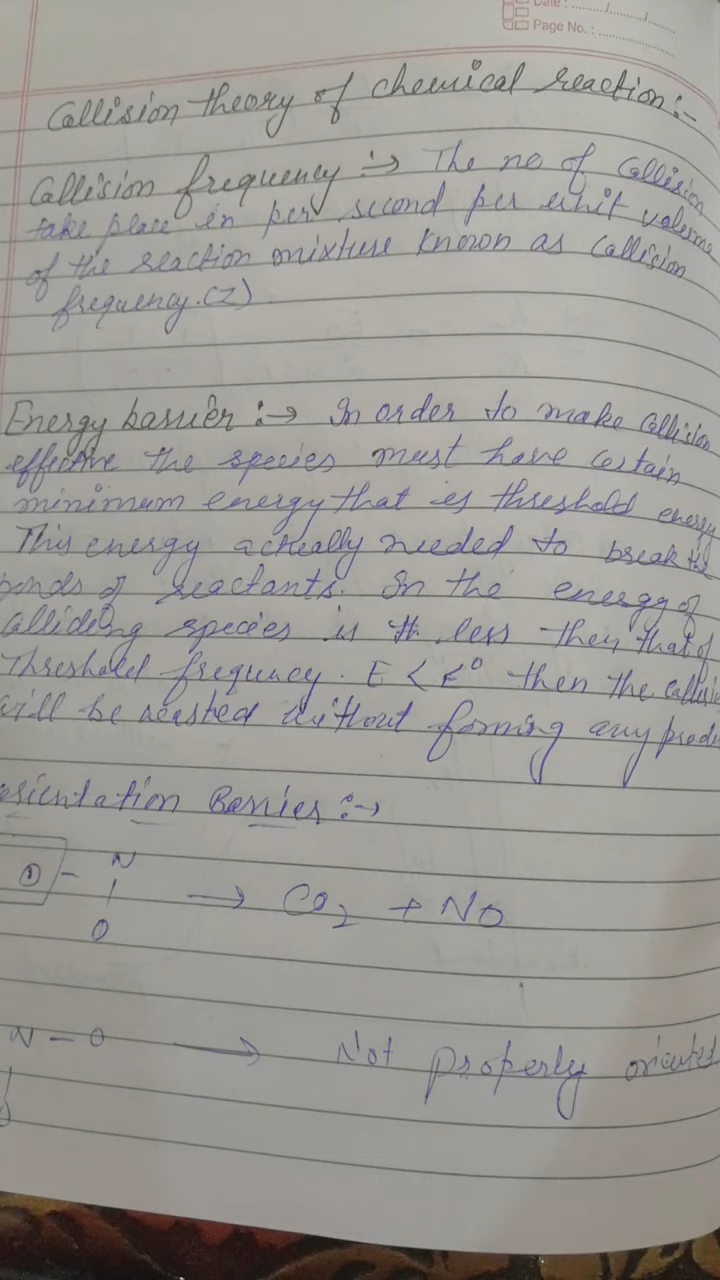 Date : ......./......./.......
Page No. : .......................
Collision theory of chemical reaction :-
Collision frequency :→ The no of Collision
take place in per second per unit volume
of the reaction mixture known as Collision
frequency. (Z)
Energy barrier :→ In order to make Collision
effective the species must have certain
minimum energy that is threshold energy
This energy actually needed to break the
bonds of reactants. In the energy of
Colliding species is less then that of
Threshold frequency. E < E° then the collision
will be wasted without forming any produ
orientation Barrier :→
O - N → CO2 + NO
O
N - O → Not properly oriented
O